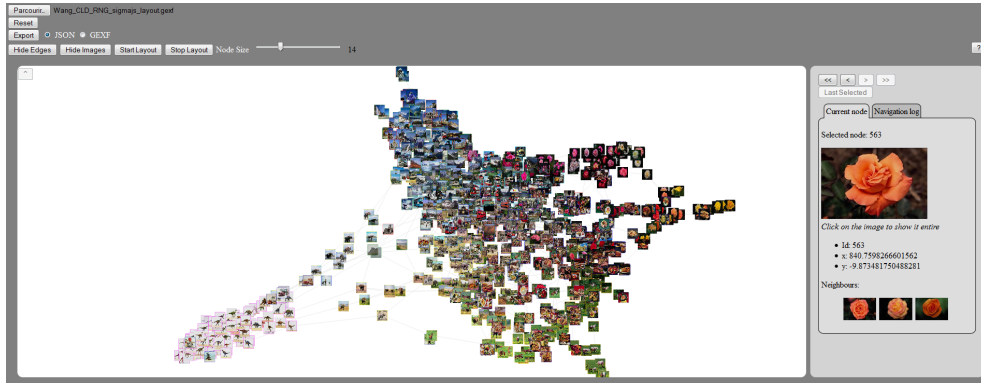 Parcourir... Wang_CLD_RNG_sigmajs_layout.gexf
Reset
Export JSON GEXF
Hide Edges Hide Images Start Layout Stop Layout Node Size 14 ?
^
<< < > >>
Last Selected
Current node Navigation log
Selected node: 563
Click on the image to show it entire
Id: 563
x: 840.7598266601562
y: -9.873481750488281
Neighbours: